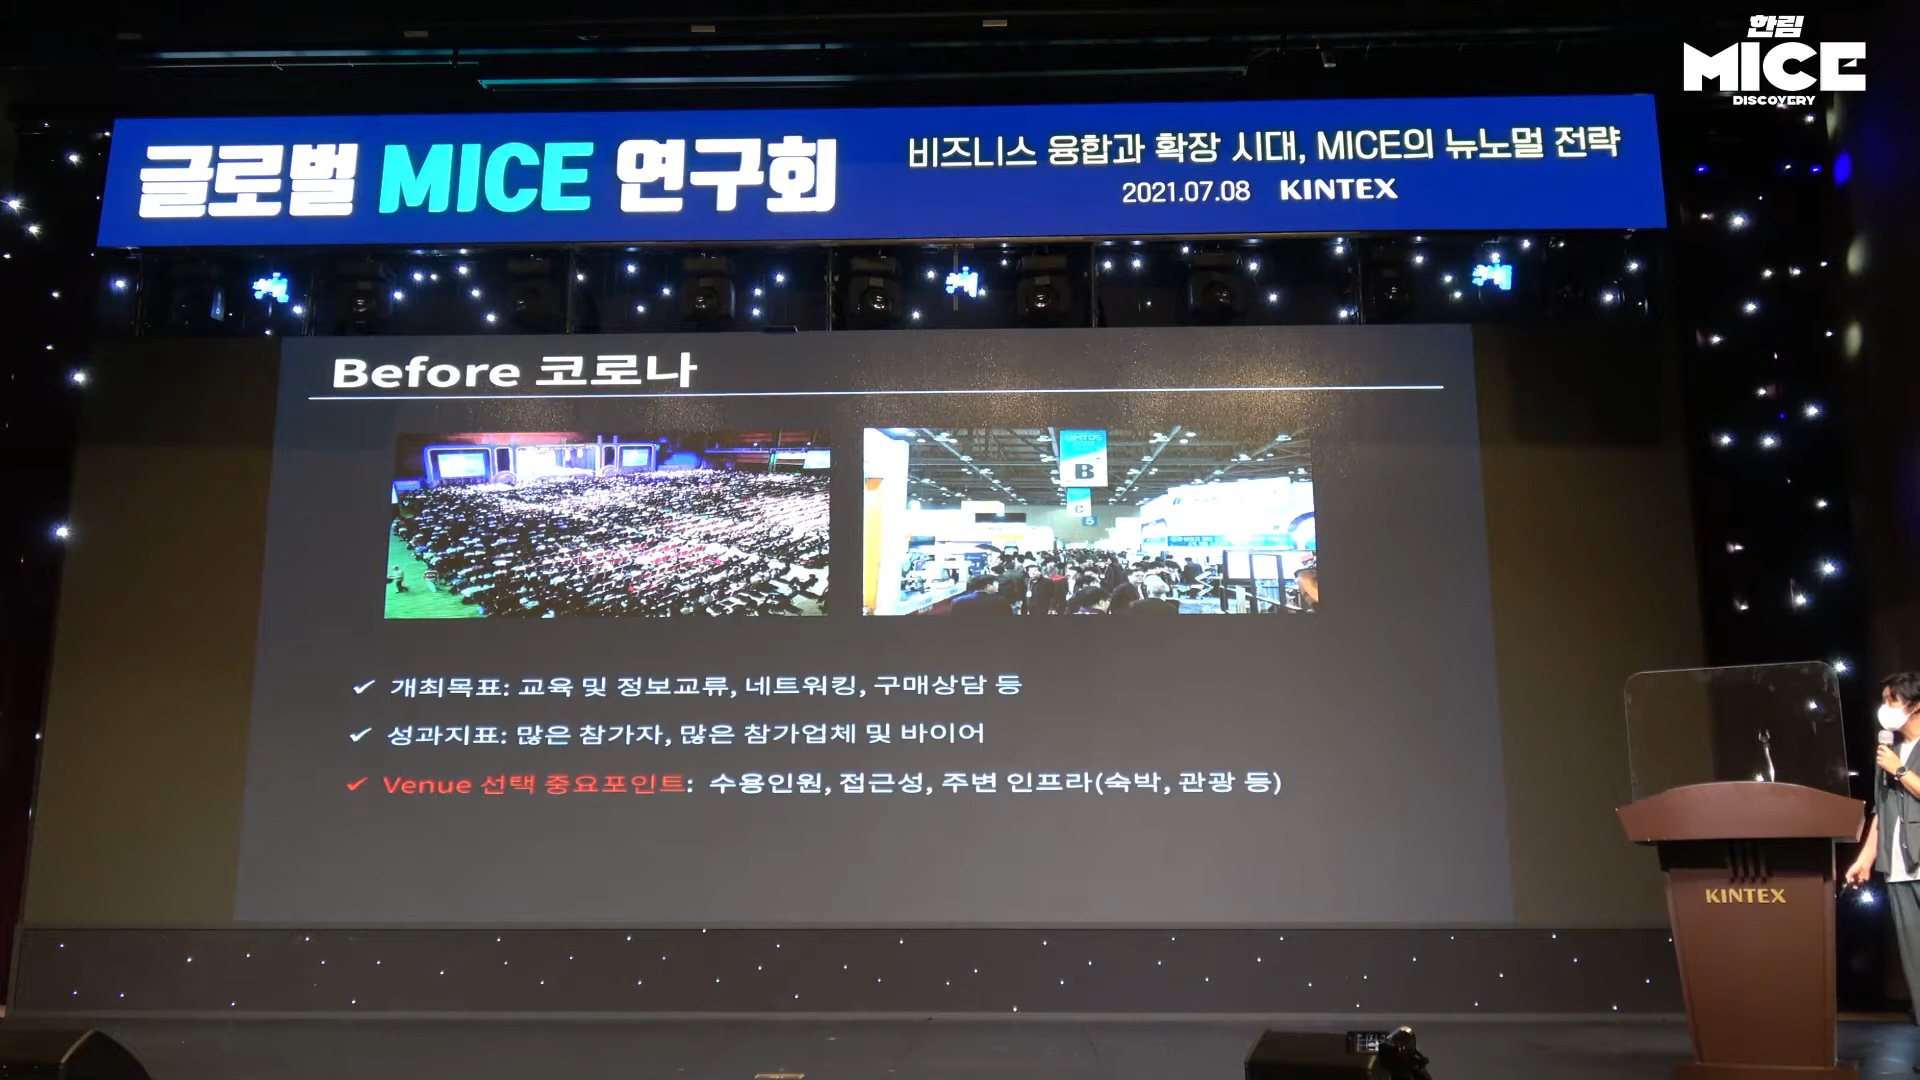 한림
MICE
DISCOVERY
글로벌 MICE 연구회
비즈니스 융합과 확장 시대, MICE의 뉴노멀 전략
2021.07.08 KINTEX
Before 코로나
B
C
5
✓ 개최목표: 교육 및 정보교류, 네트워킹, 구매상담 등
✓ 성과지표: 많은 참가자, 많은 참가업체 및 바이어
✓ Venue 선택 중요포인트: 수용인원, 접근성, 주변 인프라(숙박, 관광 등)
KINTEX